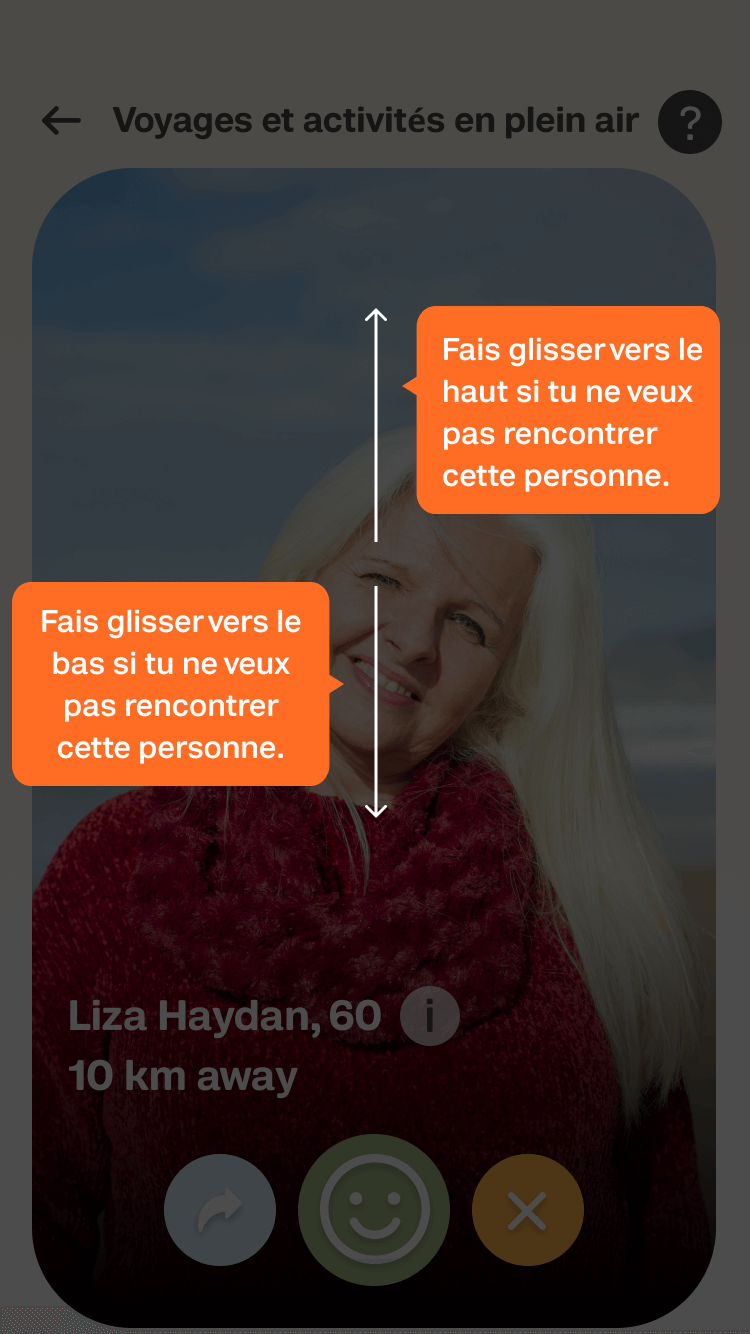 Voyages et activités en plein air ?
Fais glisser vers le
haut si tu ne veux
pas rencontrer
cette personne.
Fais glisser vers le
bas si tu ne veux
pas rencontrer
cette personne.
Liza Haydan, 60 i
10 km away